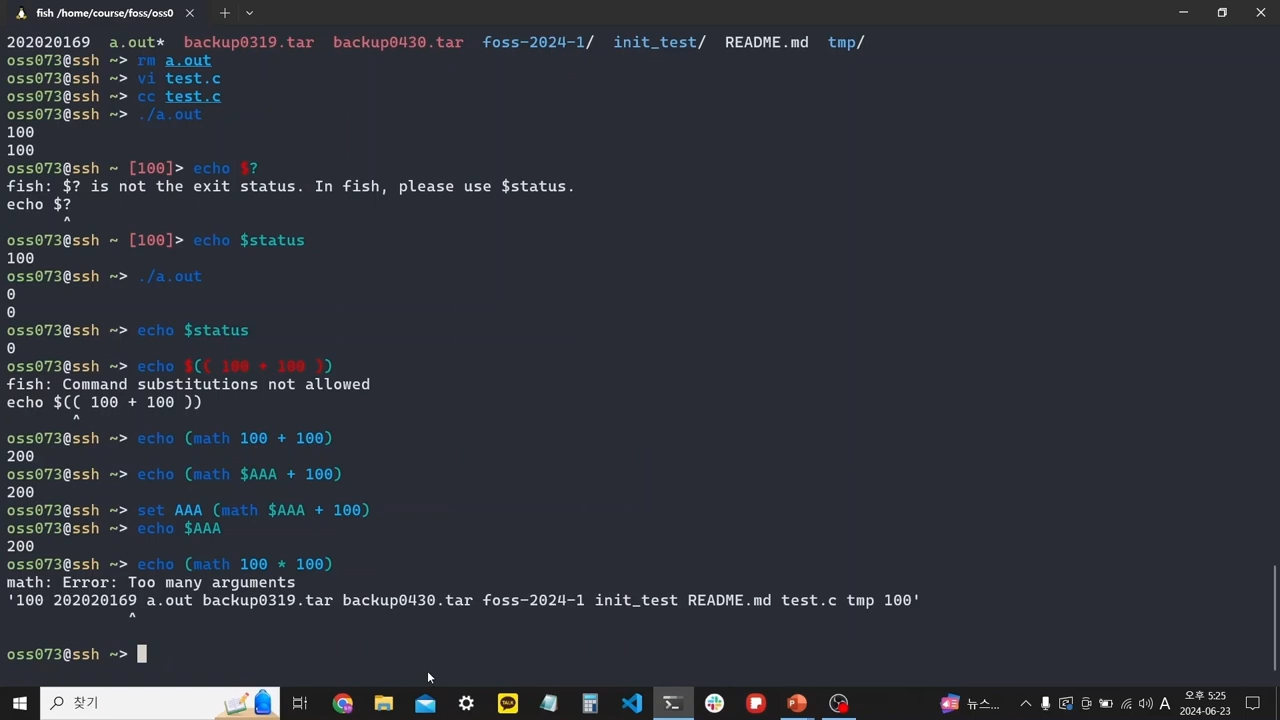 fish /home/course/foss/oss0
202020169 a.out* backup0319.tar backup0430.tar foss-2024-1/ init_test/ README.md tmp/
oss073@ssh ~> rm a.out
oss073@ssh ~> vi test.c
oss073@ssh ~> cc test.c
oss073@ssh ~> ./a.out
100
100
oss073@ssh ~ [100]> echo $?
fish: $? is not the exit status. In fish, please use $status.
echo $?
^
oss073@ssh ~ [100]> echo $status
100
oss073@ssh ~> ./a.out
0
0
oss073@ssh ~> echo $status
0
oss073@ssh ~> echo $(( 100 + 100 ))
fish: Command substitutions not allowed
echo $(( 100 + 100 ))
^
oss073@ssh ~> echo (math 100 + 100)
200
oss073@ssh ~> echo (math $AAA + 100)
200
oss073@ssh ~> set AAA (math $AAA + 100)
oss073@ssh ~> echo $AAA
200
oss073@ssh ~> echo (math 100 * 100)
math: Error: Too many arguments
'100 202020169 a.out backup0319.tar backup0430.tar foss-2024-1 init_test README.md test.c tmp 100'
^
oss073@ssh ~>
찾기
TALK
뉴스...
A
오후 5:25
2024-06-23